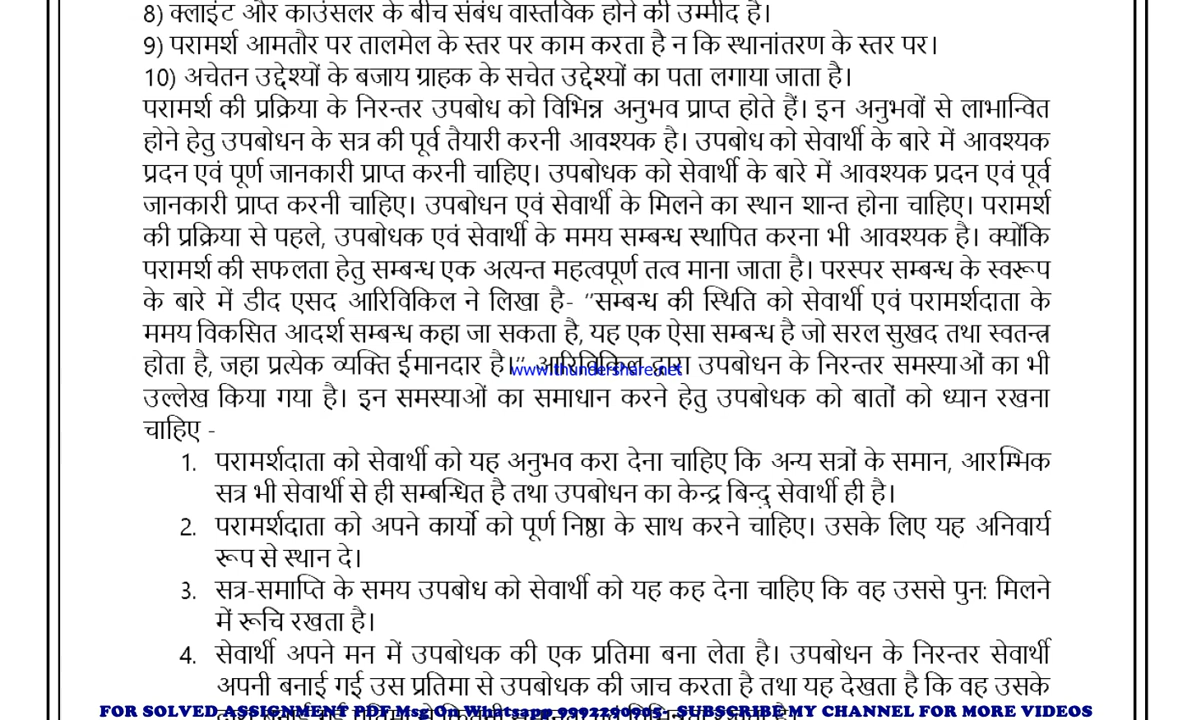 8) क्लाइंट और काउंसलर के बीच संबंध वास्तविक होने की उम्मीद है।
9) परामर्श आमतौर पर तालमेल के स्तर पर काम करता है न कि स्थानांतरण के स्तर पर।
10) अचेतन उद्देश्यों के बजाय ग्राहक के सचेत उद्देश्यों का पता लगाया जाता है।
परामर्श की प्रक्रिया के निरन्तर उपबोध को विभिन्न अनुभव प्राप्त होते हैं। इन अनुभवों से लाभान्वित
होने हेतु उपबोधन के सत्र की पूर्व तैयारी करनी आवश्यक है। उपबोध को सेवार्थी के बारे में आवश्यक
प्रदन एवं पूर्ण जानकारी प्राप्त करनी चाहिए। उपबोधक को सेवार्थी के बारे में आवश्यक प्रदन एवं पूर्व
जानकारी प्राप्त करनी चाहिए। उपबोधन एवं सेवार्थी के मिलने का स्थान शान्त होना चाहिए। परामर्श
की प्रक्रिया से पहले, उपबोधक एवं सेवार्थी के ममय सम्बन्ध स्थापित करना भी आवश्यक है। क्योंकि
परामर्श की सफलता हेतु सम्बन्ध एक अत्यन्त महत्वपूर्ण तत्व माना जाता है। परस्पर सम्बन्ध के स्वरूप
के बारे में डीद एसद आरिविकिल ने लिखा है- ''सम्बन्ध की स्थिति को सेवार्थी एवं परामर्शदाता के
ममय विकसित आदर्श सम्बन्ध कहा जा सकता है, यह एक ऐसा सम्बन्ध है जो सरल सुखद तथा स्वतन्त्र
होता है, जहा प्रत्येक व्यक्ति ईमानदार है।'' आरिविकिल द्वारा उपबोधन के निरन्तर समस्याओं का भी
www.thundershare.net
उल्लेख किया गया है। इन समस्याओं का समाधान करने हेतु उपबोधक को बातों को ध्यान रखना
चाहिए -
1. परामर्शदाता को सेवार्थी को यह अनुभव करा देना चाहिए कि अन्य सत्रों के समान, आरम्भिक
सत्र भी सेवार्थी से ही सम्बन्धित है तथा उपबोधन का केन्द्र बिन्दु सेवार्थी ही है।
2. परामर्शदाता को अपने कार्यो को पूर्ण निष्ठा के साथ करने चाहिए। उसके लिए यह अनिवार्य
रूप से स्थान दे।
3. सत्र-समाप्ति के समय उपबोध को सेवार्थी को यह कह देना चाहिए कि वह उससे पुन: मिलने
में रूचि रखता है।
4. सेवार्थी अपने मन में उपबोधक की एक प्रतिमा बना लेता है। उपबोधन के निरन्तर सेवार्थी
अपनी बनाई गई उस प्रतिमा से उपबोधक की जाच करता है तथा यह देखता है कि वह उसके
FOR SOLVED ASSIGNMENT PDF Msg On Whatsapp 9992290905 SUBSCRIBE MY CHANNEL FOR MORE VIDEOS